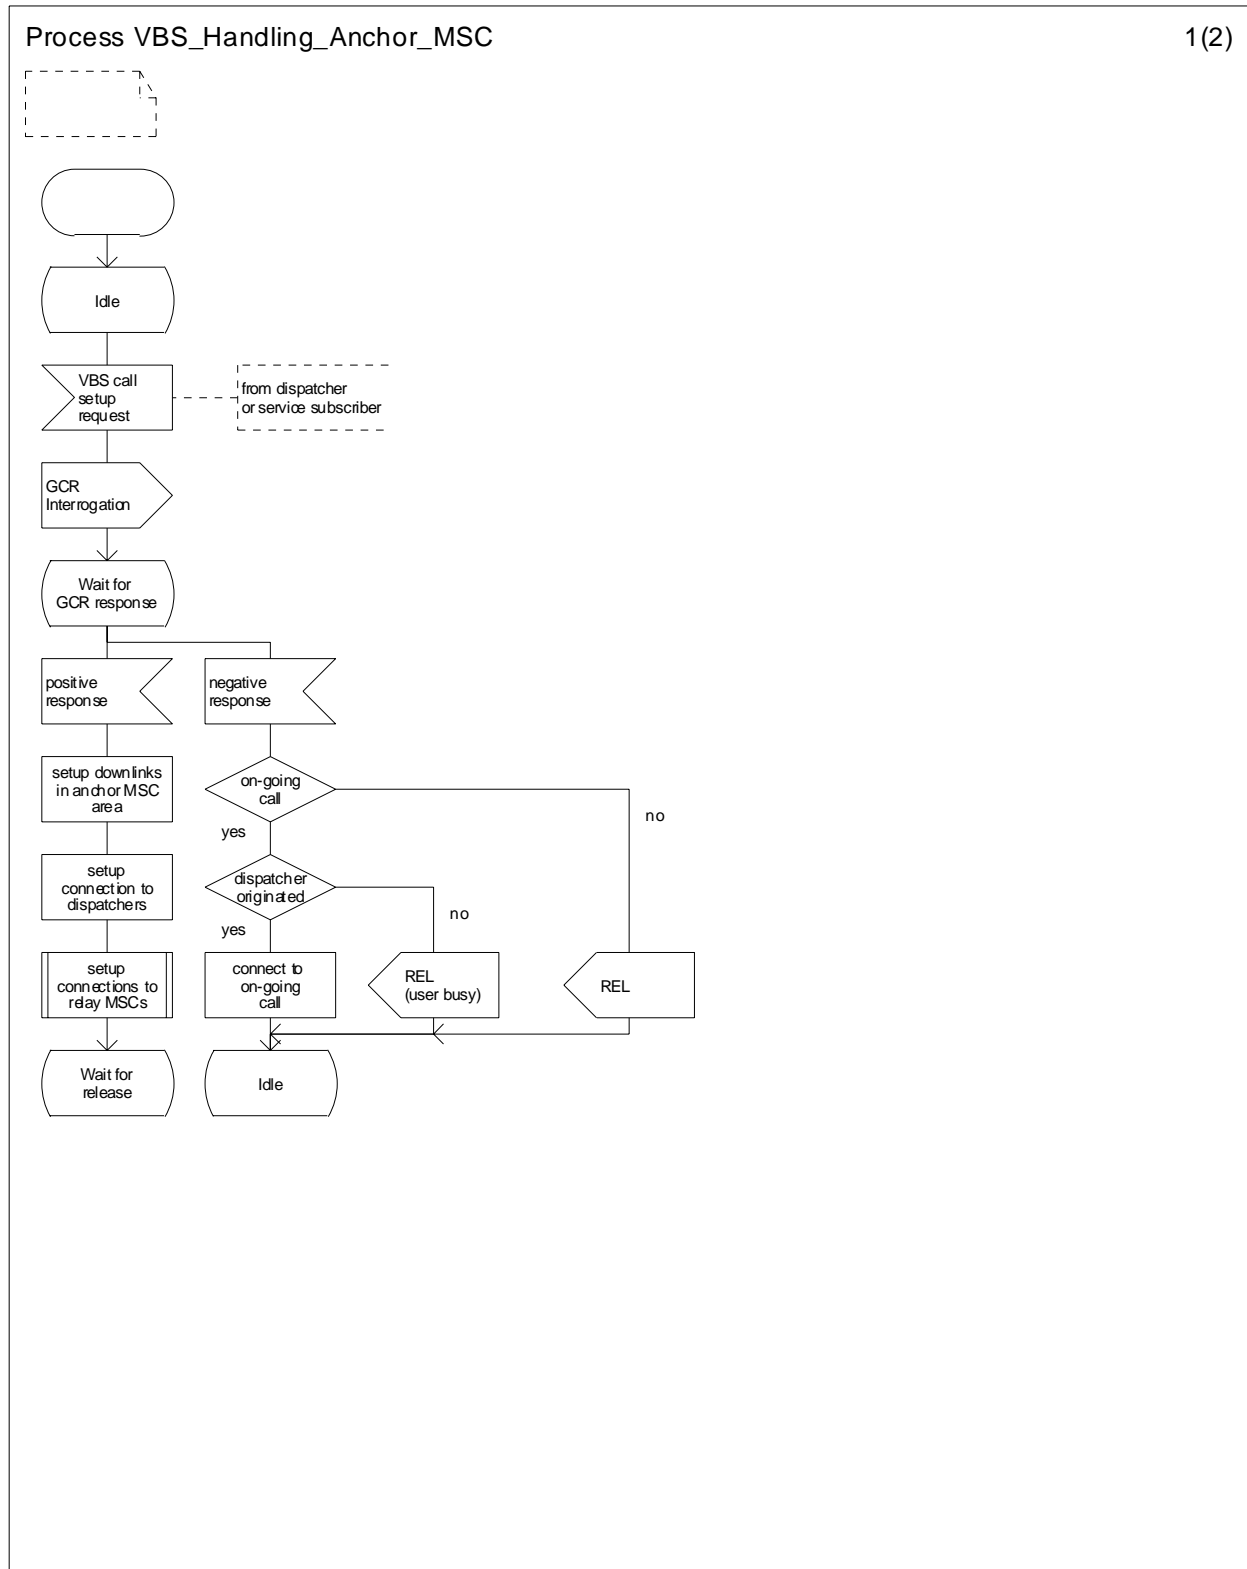 Process VBS_Handling_Anchor_MSC
1(2)
Idle
VBS call
setup
request
from dispatcher
or service subscriber
GCR
Interrogation
Wait for
GCR response
positive
response
negative
response
setup downlinks
in anchor MSC
area
on-going
call
no
yes
setup
connection to
dispatchers
dispatcher
originated
no
yes
setup
connections to
relay MSCs
connect to
on-going
call
REL
(user busy)
REL
Wait for
release
Idle